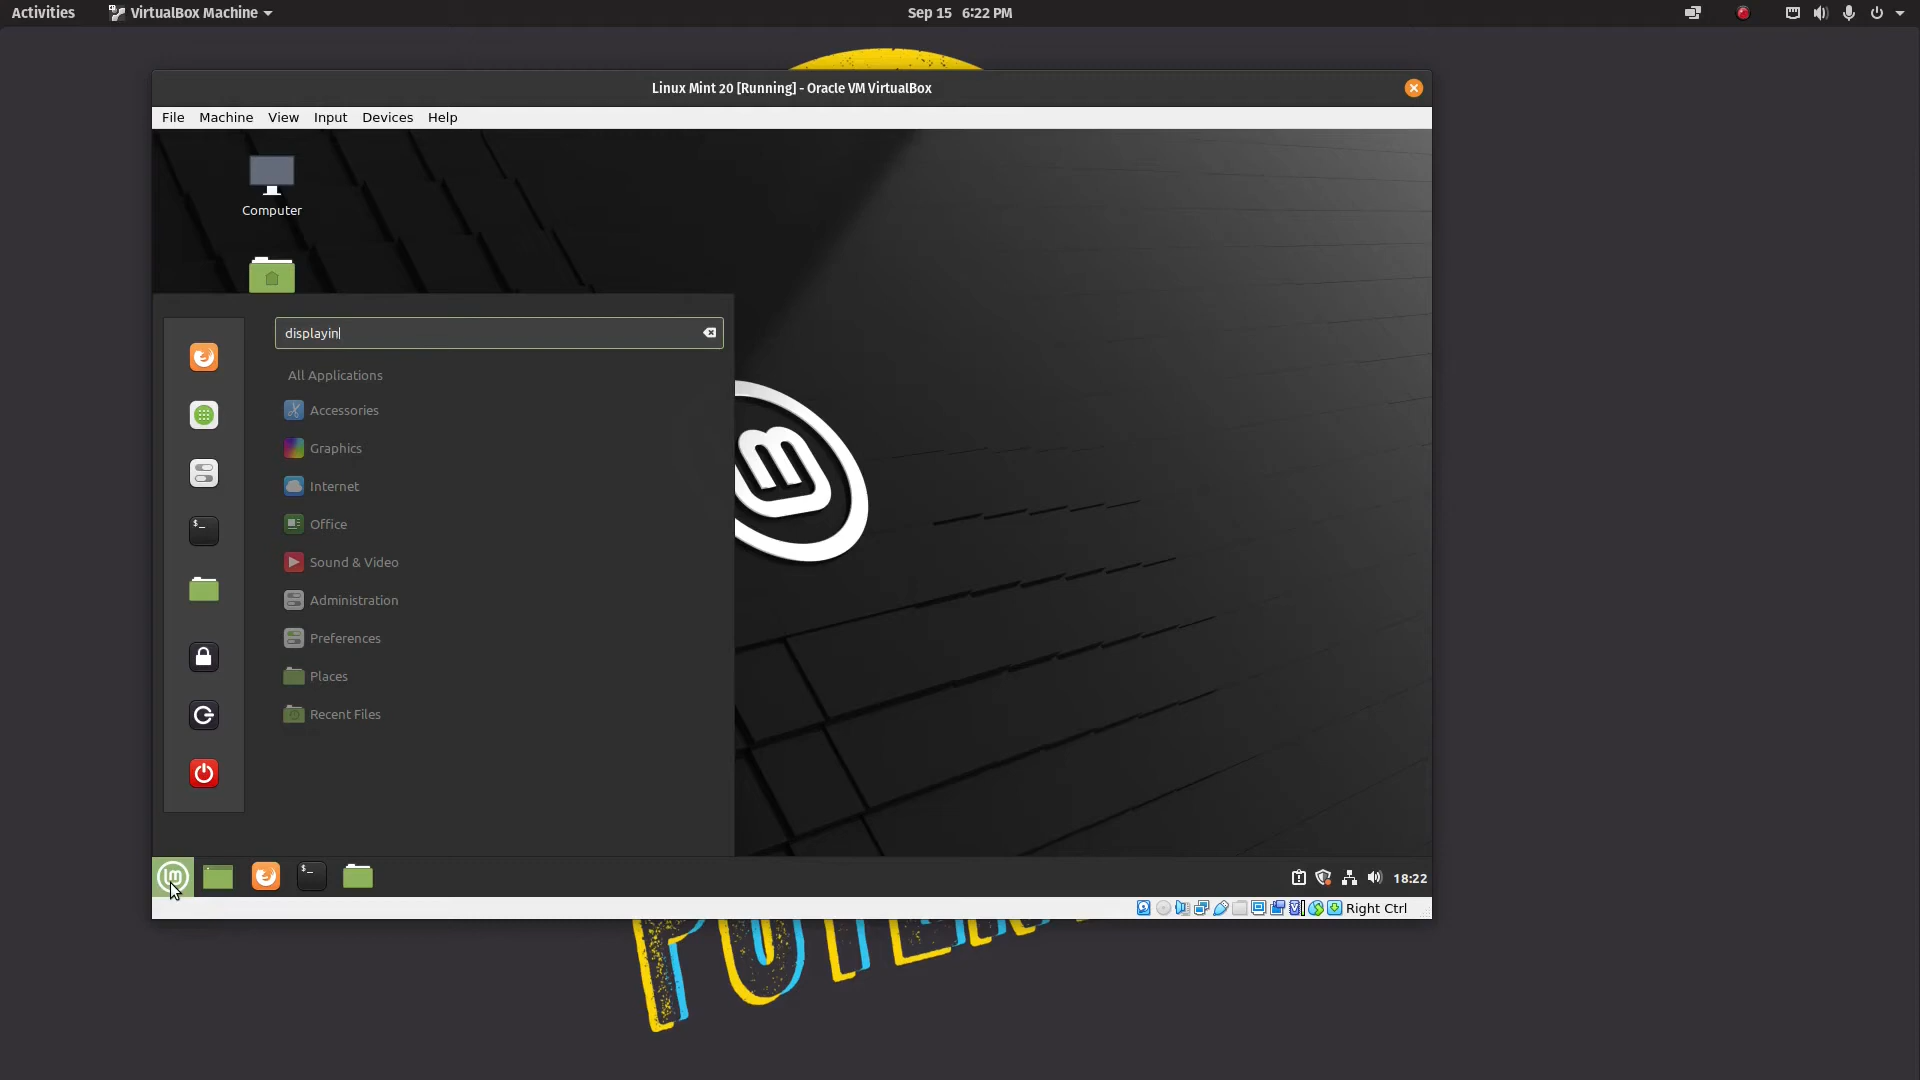 Activities
VirtualBox Machine
Sep 15 6:22 PM
Linux Mint 20 [Running] - Oracle VM VirtualBox
File Machine View Input Devices Help
Computer
displayin
All Applications
Accessories
Graphics
Internet
Office
Sound & Video
Administration
Preferences
Places
Recent Files
$_
$_
18:22
Right Ctrl